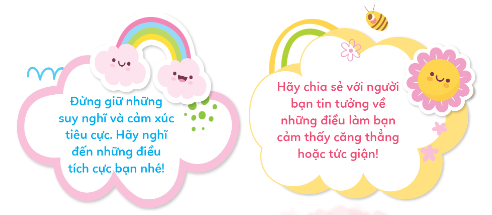 Đừng giữ những
suy nghĩ và cảm xúc
tiêu cực. Hãy nghĩ
đến những điều
tích cực bạn nhé!
Hãy chia sẻ với người
bạn tin tưởng về
những điều làm bạn
cảm thấy căng thẳng
hoặc tức giận!